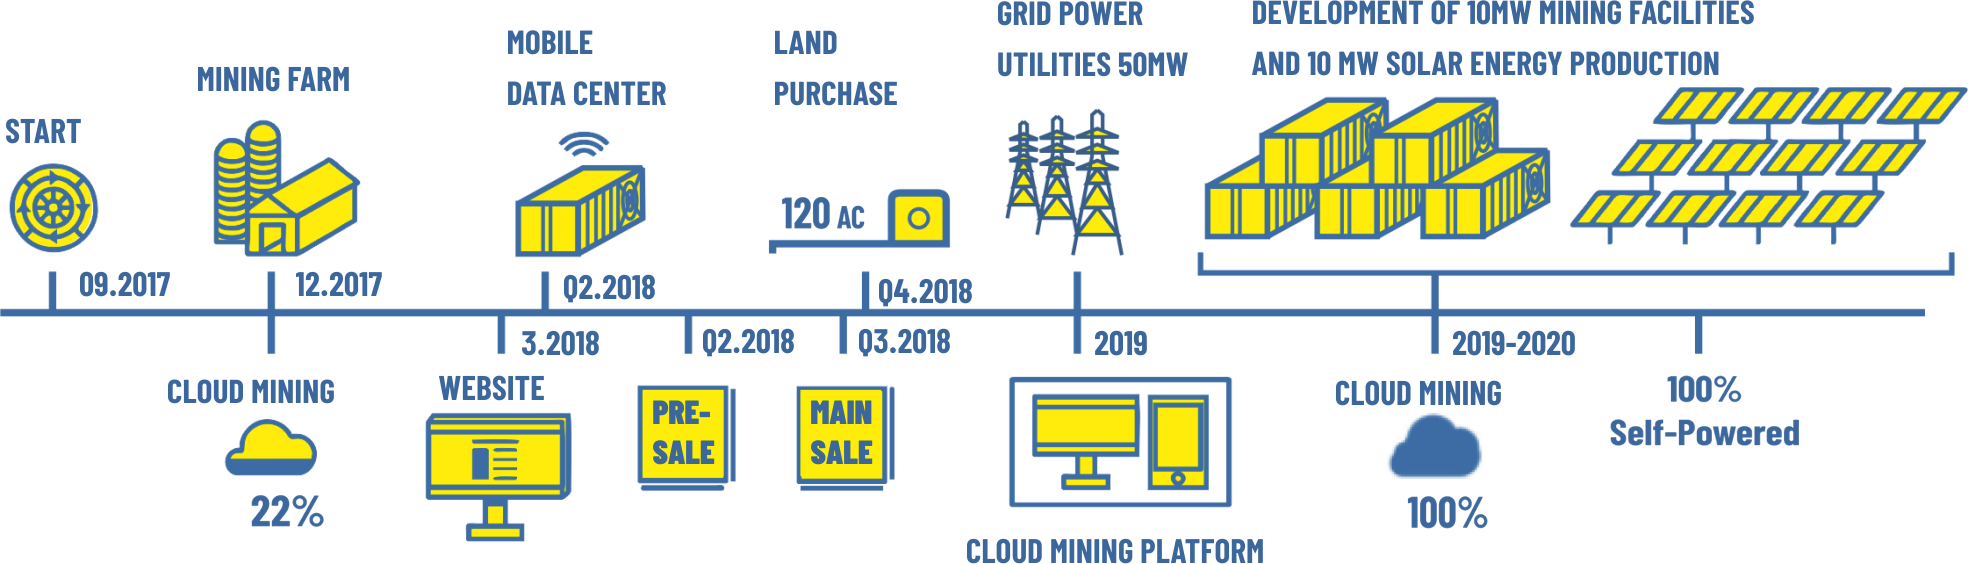 START
09.2017
MINING FARM
12.2017
CLOUD MINING
22%
WEBSITE
3.2018
MOBILE
DATA CENTER
Q2.2018
Q2.2018
PRE-
SALE
LAND
PURCHASE
120 AC
Q4.2018
Q3.2018
MAIN
SALE
GRID POWER
UTILITIES 50MW
2019
CLOUD MINING PLATFORM
DEVELOPMENT OF 10MW MINING FACILITIES
AND 10 MW SOLAR ENERGY PRODUCTION
2019-2020
CLOUD MINING
100%
100%
Self-Powered